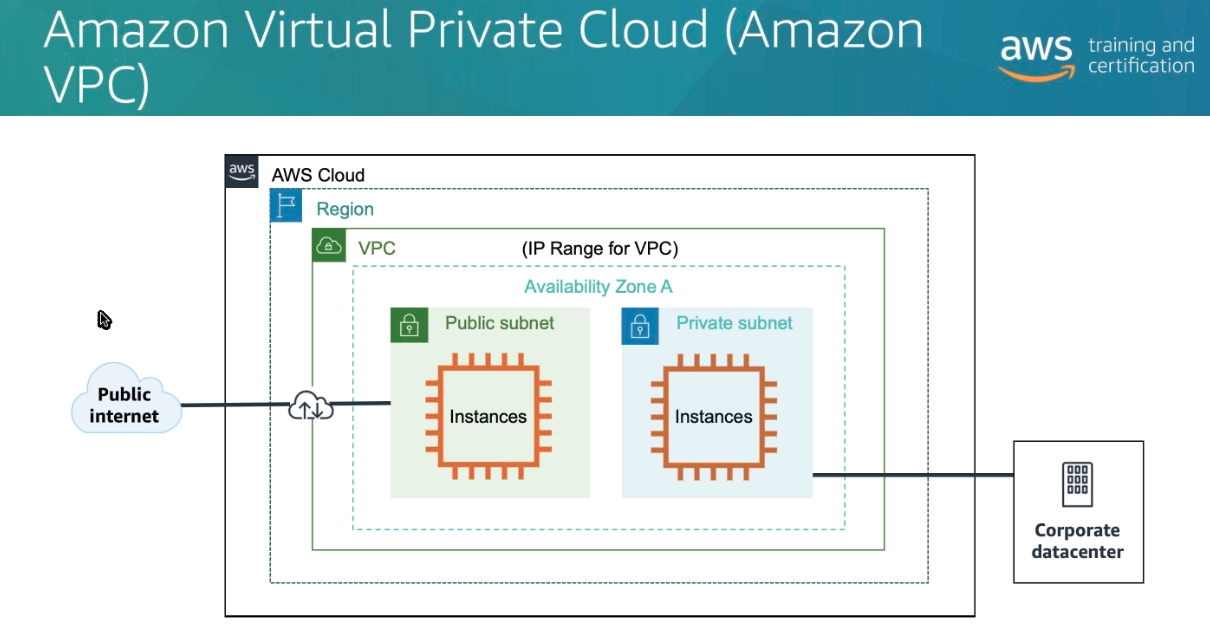 Amazon Virtual Private Cloud (Amazon
VPC)
aws training and
certification
aws
AWS Cloud
Region
VPC
(IP Range for VPC)
Availability Zone A
Public subnet
Private subnet
Public
internet
Instances
Instances
Corporate
datacenter